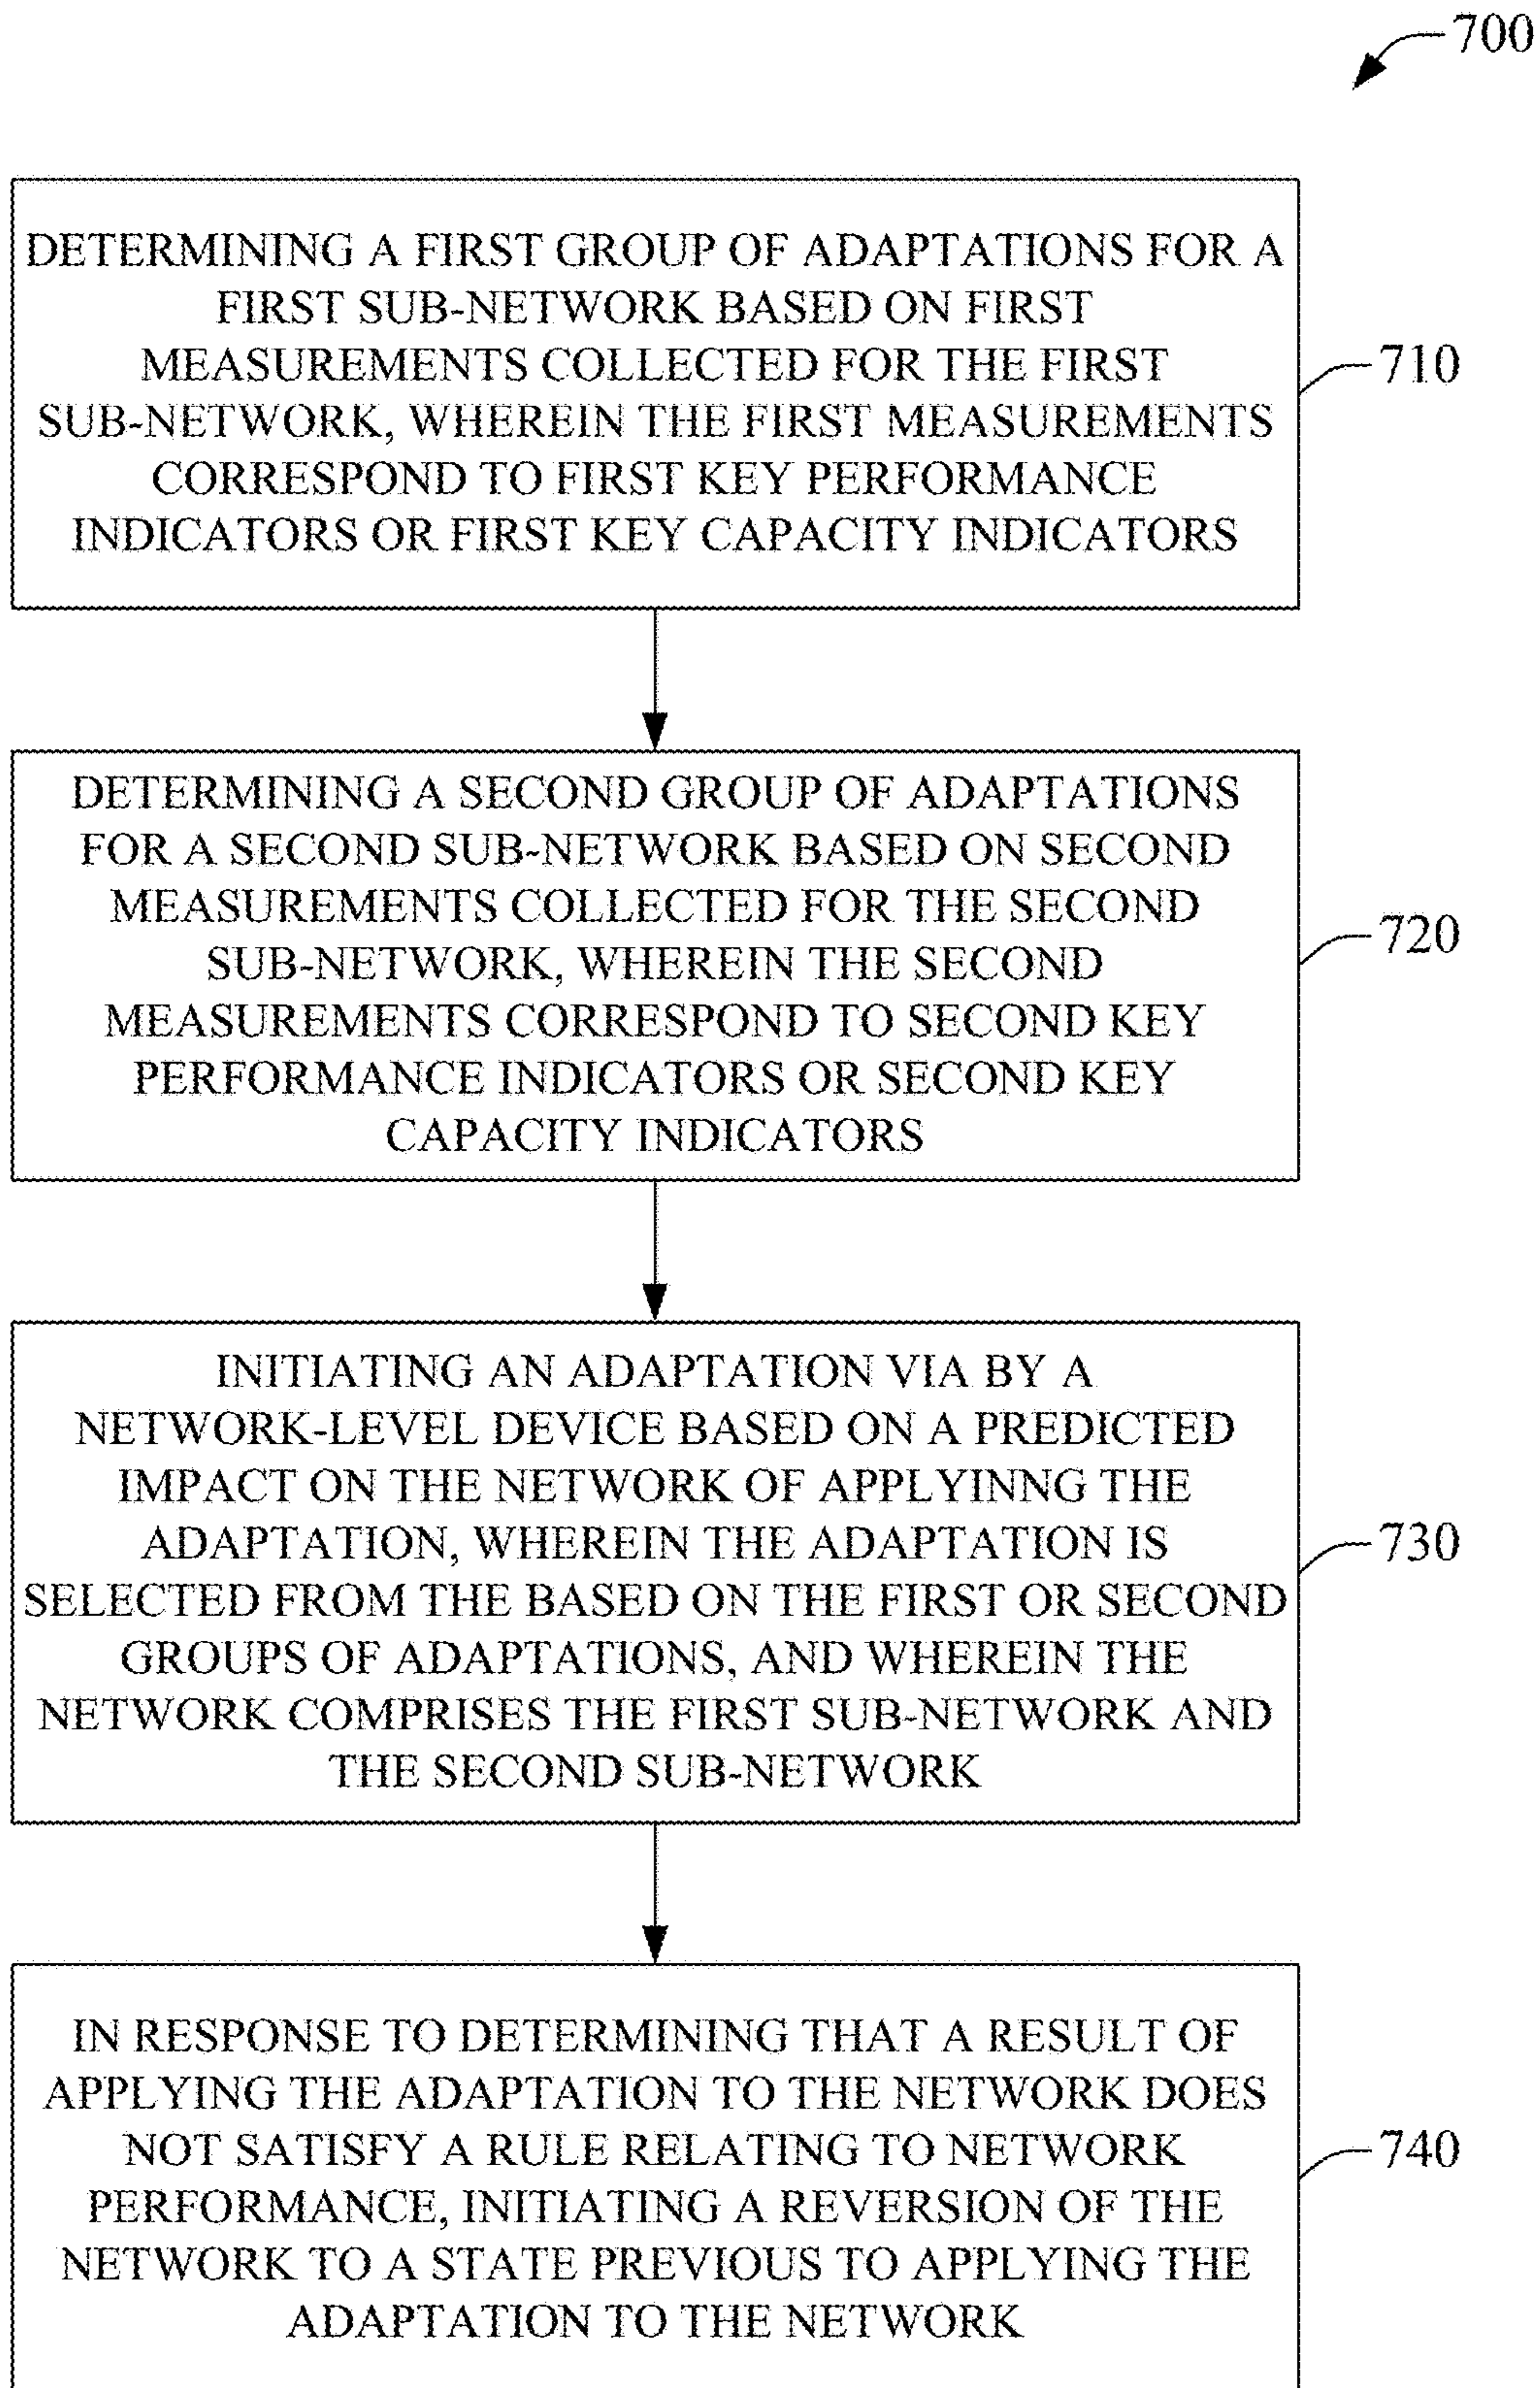 700
DETERMINING A FIRST GROUP OF ADAPTATIONS FOR A
FIRST SUB-NETWORK BASED ON FIRST
MEASUREMENTS COLLECTED FOR THE FIRST
SUB-NETWORK, WHEREIN THE FIRST MEASUREMENTS
CORRESPOND TO FIRST KEY PERFORMANCE
INDICATORS OR FIRST KEY CAPACITY INDICATORS
710
DETERMINING A SECOND GROUP OF ADAPTATIONS
FOR A SECOND SUB-NETWORK BASED ON SECOND
MEASUREMENTS COLLECTED FOR THE SECOND
SUB-NETWORK, WHEREIN THE SECOND
MEASUREMENTS CORRESPOND TO SECOND KEY
PERFORMANCE INDICATORS OR SECOND KEY
CAPACITY INDICATORS
720
INITIATING AN ADAPTATION VIA BY A
NETWORK-LEVEL DEVICE BASED ON A PREDICTED
IMPACT ON THE NETWORK OF APPLYINNG THE
ADAPTATION, WHEREIN THE ADAPTATION IS
SELECTED FROM THE BASED ON THE FIRST OR SECOND
GROUPS OF ADAPTATIONS, AND WHEREIN THE
NETWORK COMPRISES THE FIRST SUB-NETWORK AND
THE SECOND SUB-NETWORK
730
IN RESPONSE TO DETERMINING THAT A RESULT OF
APPLYING THE ADAPTATION TO THE NETWORK DOES
NOT SATISFY A RULE RELATING TO NETWORK
PERFORMANCE, INITIATING A REVERSION OF THE
NETWORK TO A STATE PREVIOUS TO APPLYING THE
ADAPTATION TO THE NETWORK
740